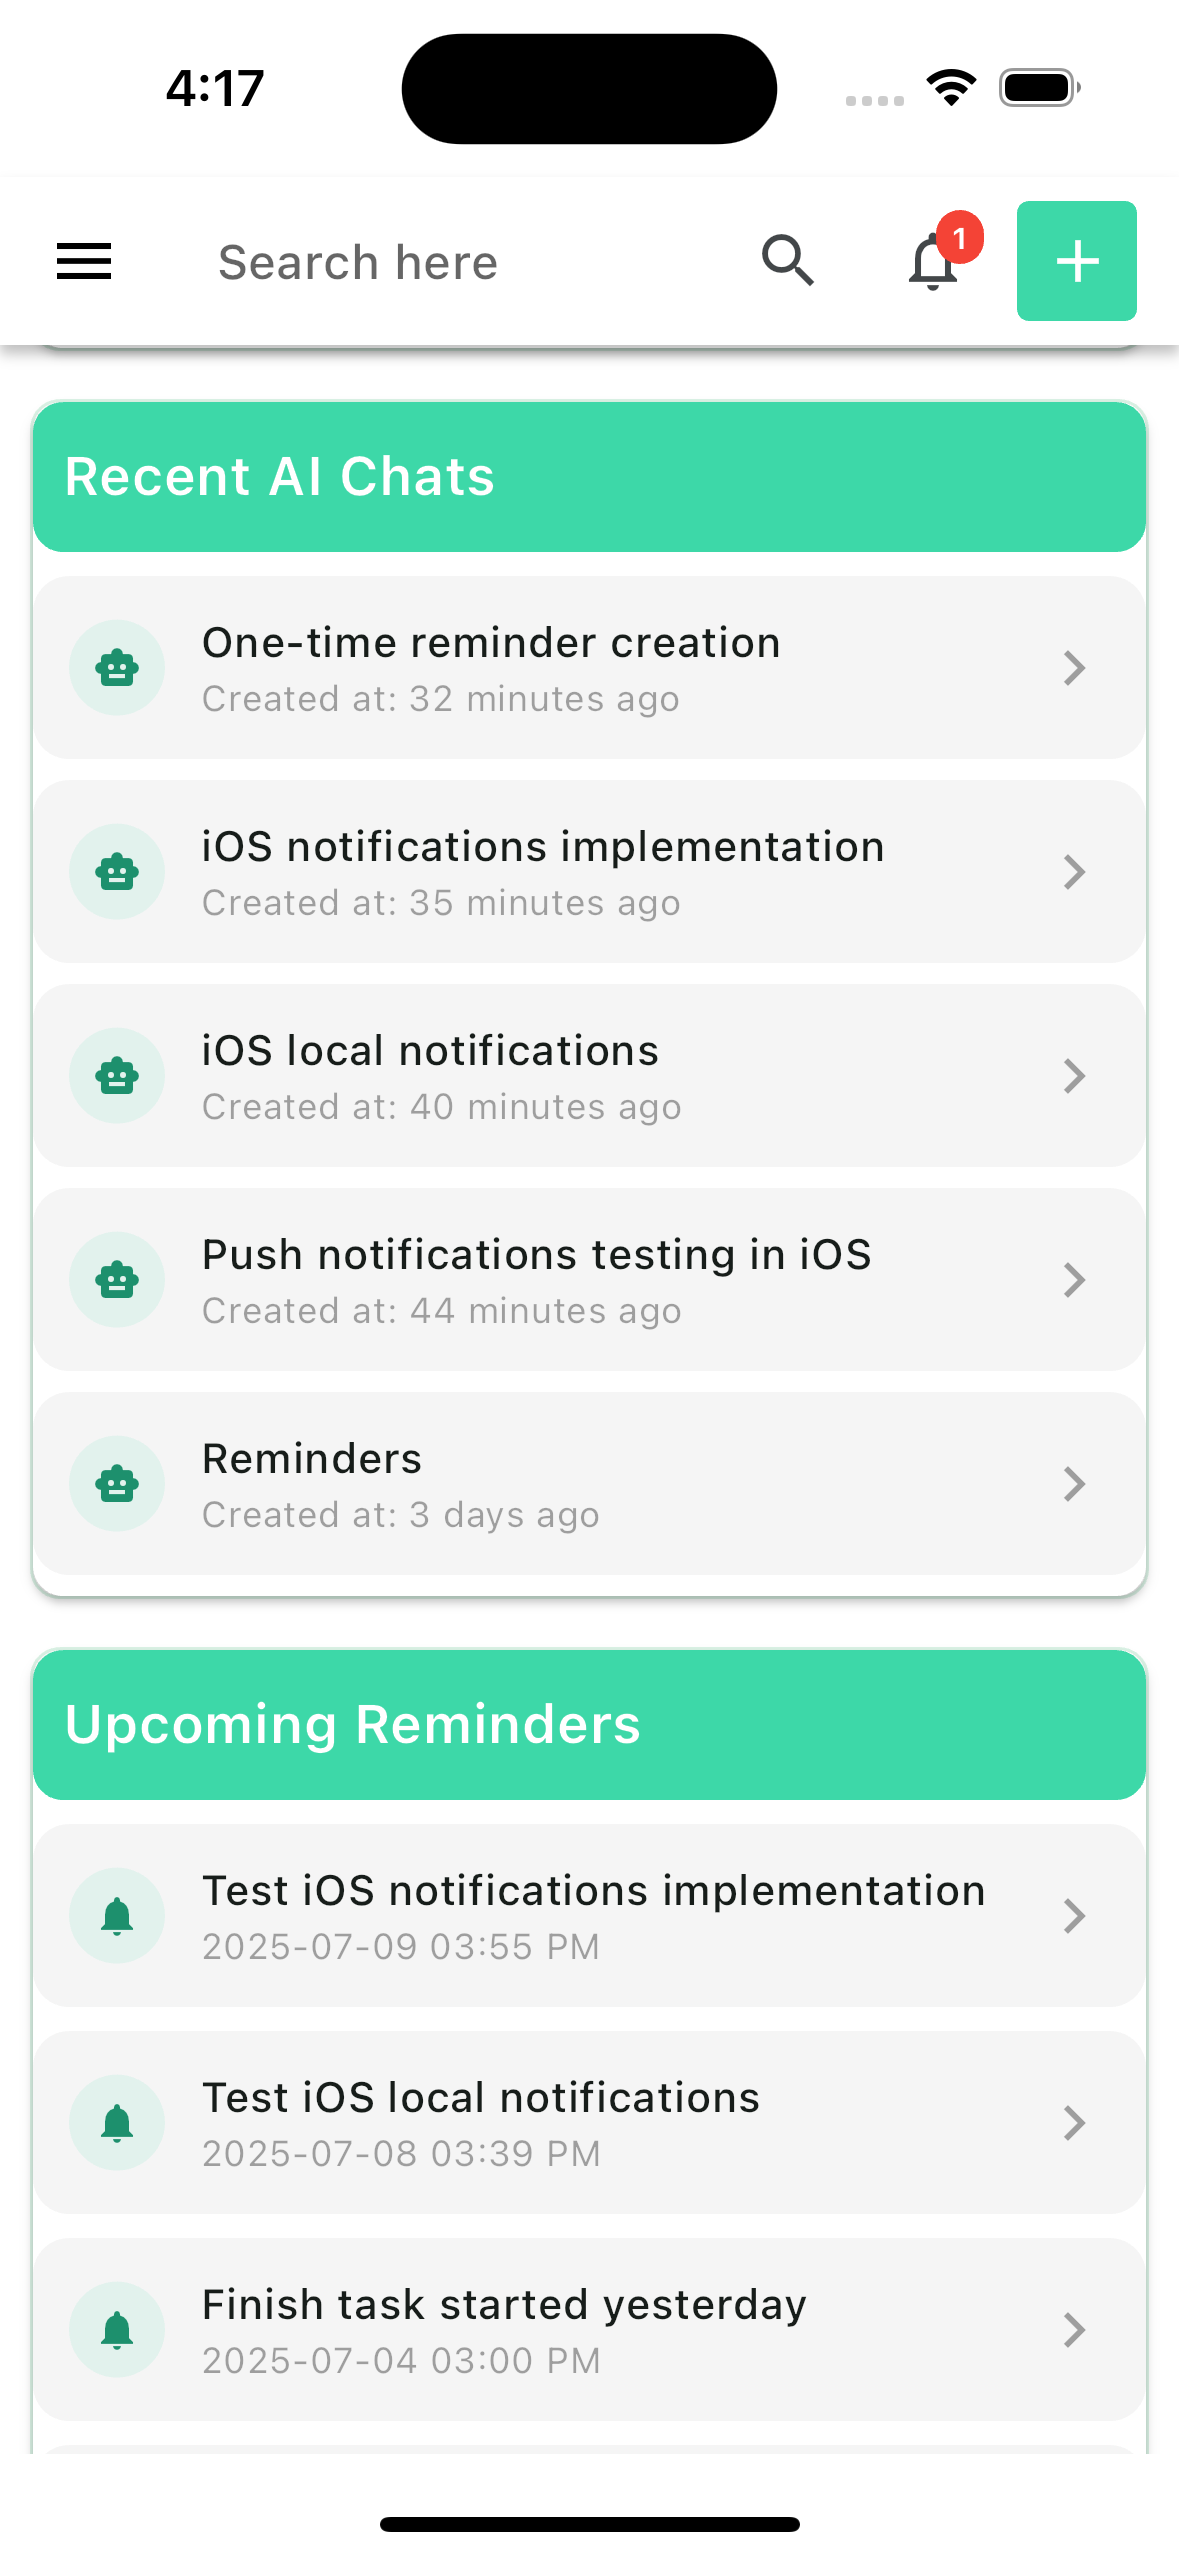 4:17
Search here
1
Recent AI Chats
One-time reminder creation
Created at: 32 minutes ago
iOS notifications implementation
Created at: 35 minutes ago
iOS local notifications
Created at: 40 minutes ago
Push notifications testing in iOS
Created at: 44 minutes ago
Reminders
Created at: 3 days ago
Upcoming Reminders
Test iOS notifications implementation
2025-07-09 03:55 PM
Test iOS local notifications
2025-07-08 03:39 PM
Finish task started yesterday
2025-07-04 03:00 PM